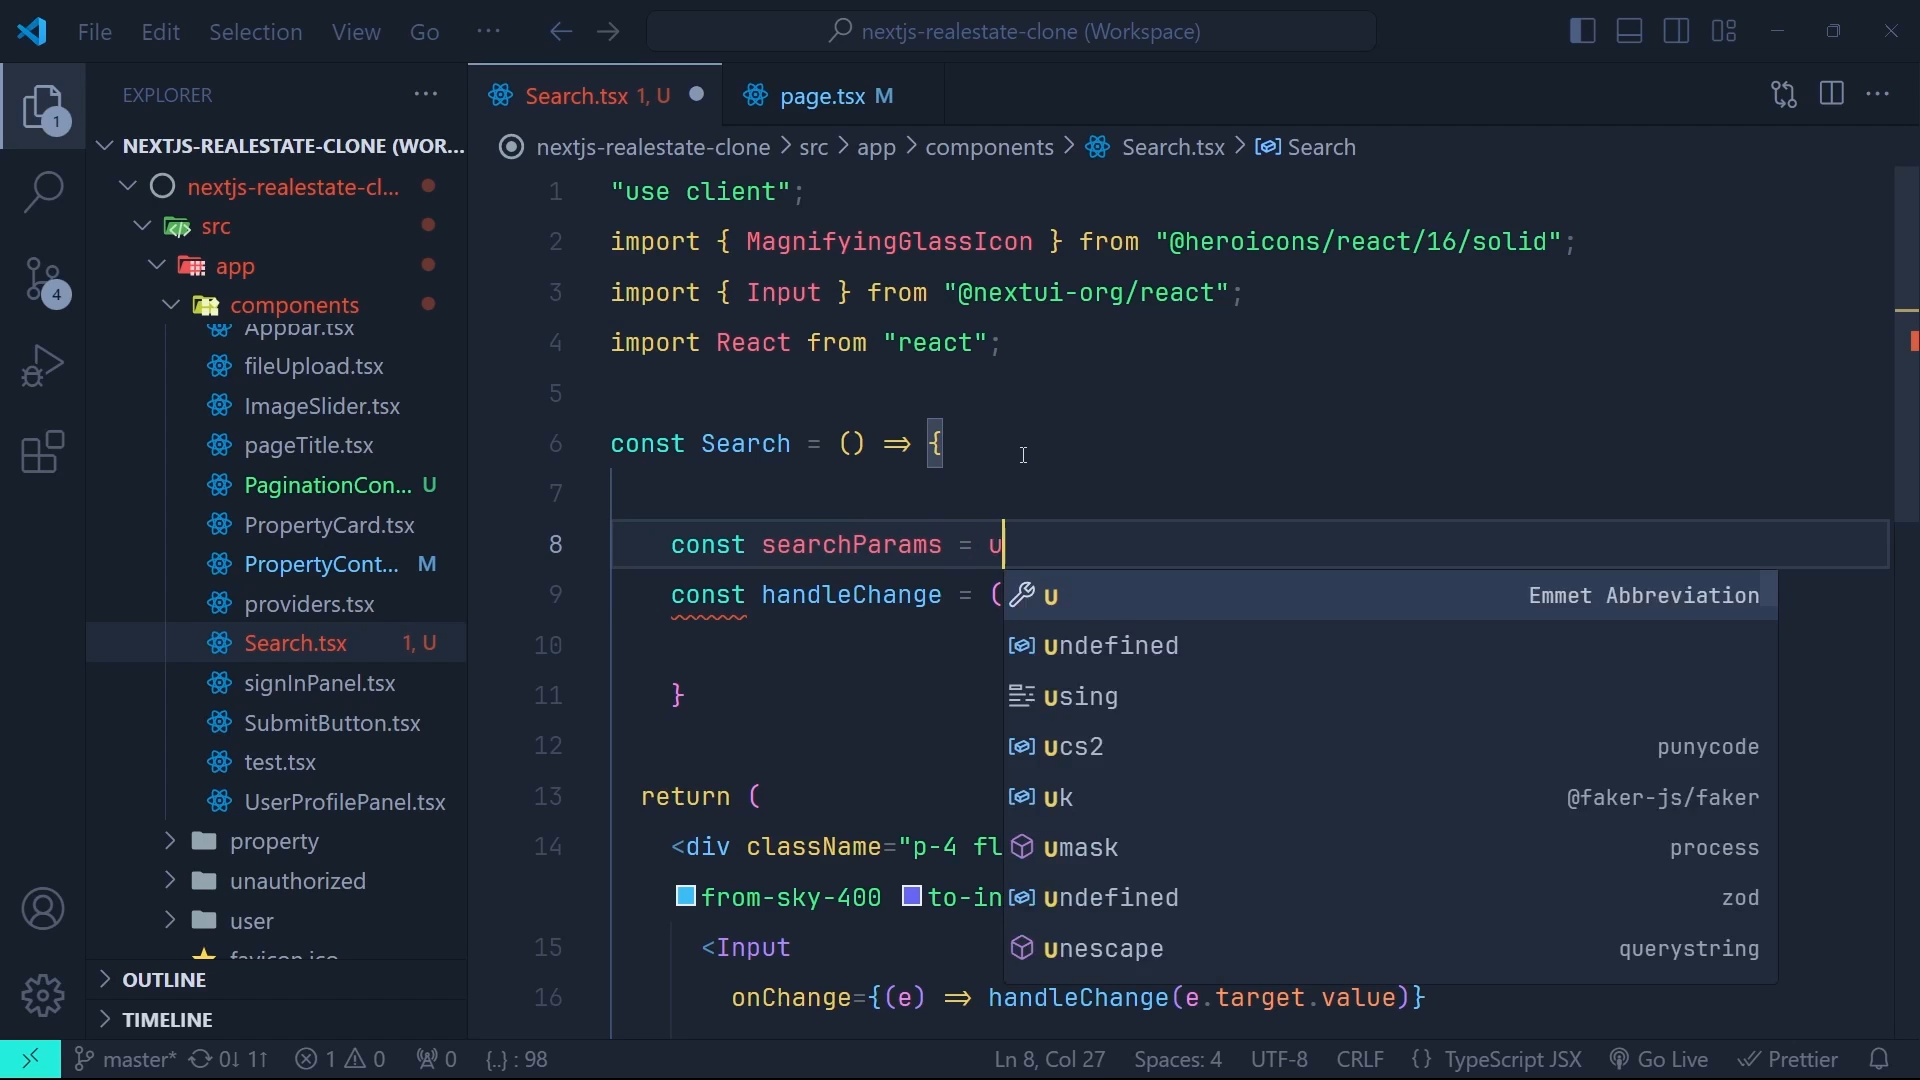 File Edit Selection View Go ··· nextjs-realestate-clone (Workspace)
EXPLORER ···
Search.tsx 1, U
page.tsx M
1
4
NEXTJS-REALESTATE-CLONE (WOR...
nextjs-realestate-cl...
src
app
components
Appbar.tsx
fileUpload.tsx
ImageSlider.tsx
pageTitle.tsx
PaginationCon... U
PropertyCard.tsx
PropertyCont... M
providers.tsx
Search.tsx 1, U
signInPanel.tsx
SubmitButton.tsx
test.tsx
UserProfilePanel.tsx
property
unauthorized
user
favicon.ico
OUTLINE
TIMELINE
nextjs-realestate-clone > src > app > components > Search.tsx > Search
1 "use client";
2 import { MagnifyingGlassIcon } from "@heroicons/react/16/solid";
3 import { Input } from "@nextui-org/react";
4 import React from "react";
5
6 const Search = () => {
7
8 const searchParams = u
9 const handleChange = (
10
11 }
12
13 return (
14 <div className="p-4 fl
from-sky-400 to-in
15 <Input
16 onChange={(e) => handleChange(e.target.value)}
u Emmet Abbreviation
undefined
using
ucs2 punycode
uk @faker-js/faker
umask process
undefined zod
unescape querystring
master* 0↓ 1↑ 1 0 0 {..} : 98 Ln 8, Col 27 Spaces: 4 UTF-8 CRLF {} TypeScript JSX Go Live Prettier